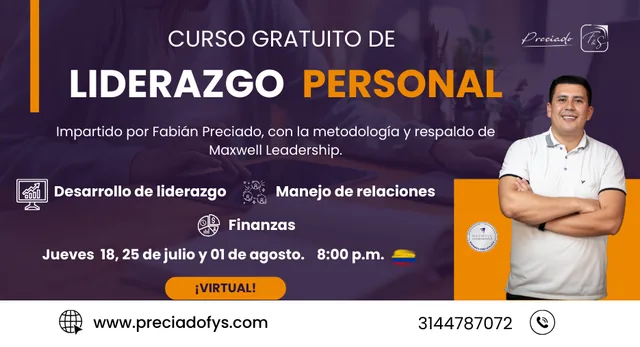 Preciado
CURSO GRATUITO DE
LIDERAZGO PERSONAL
Impartido por Fabián Preciado, con la metodología y respaldo de
Maxwell Leadership.
Desarrollo de liderazgo
Manejo de relaciones
Finanzas
Jueves 18, 25 de julio y 01 de agosto. 8:00 p.m.
¡VIRTUAL!
www.preciadofys.com
3144787072